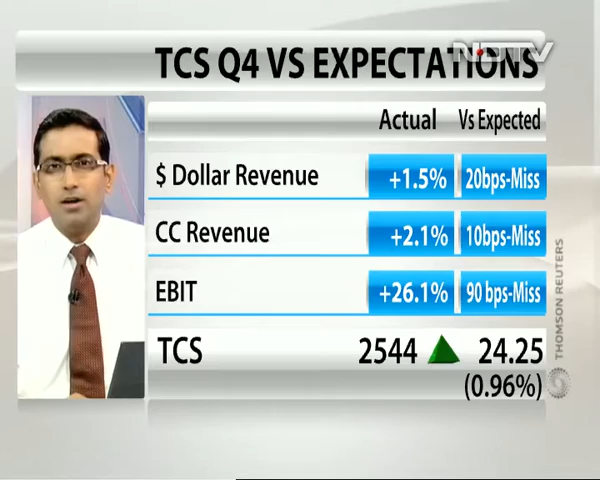 NDTV
TCS Q4 VS EXPECTATIONS
Actual Vs Expected
$ Dollar Revenue +1.5% 20bps-Miss
CC Revenue +2.1% 10bps-Miss
EBIT +26.1% 90 bps-Miss
TCS 2544 24.25
(0.96%)
THOMSON REUTERS